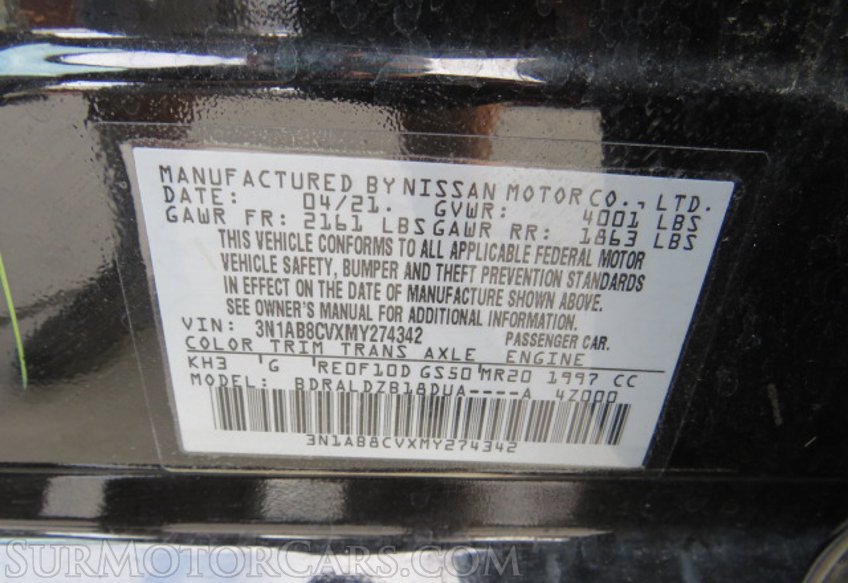 MANUFACTURED BY NISSAN MOTOR CO., LTD.
DATE: 04/21. GVWR: 4001 LBS
GAWR FR: 2161 LBS GAWR RR: 1863 LBS
THIS VEHICLE CONFORMS TO ALL APPLICABLE FEDERAL MOTOR
VEHICLE SAFETY, BUMPER AND THEFT PREVENTION STANDARDS
IN EFFECT ON THE DATE OF MANUFACTURE SHOWN ABOVE.
SEE OWNER'S MANUAL FOR ADDITIONAL INFORMATION.
VIN: 3N1AB8CVXMY274342 PASSENGER CAR.
COLOR TRIM TRANS AXLE ENGINE
KH3 'G RE0F10D GS50 MR20 1997 CC
MODEL: BDRALDZB18DUA----A 4Z000
3N1AB8CVXMY274342
SurMotorCars.com